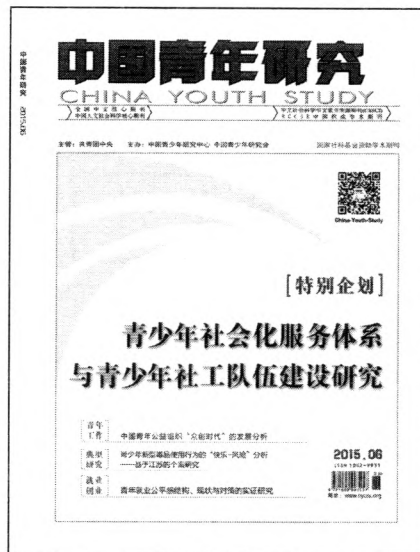 中国青年研究
2015.06
中国青年研究
CHINA YOUTH STUDY
全国中文核心期刊
中国人文社会科学核心期刊
主管：共青团中央 主办：中国青少年研究中心 中国青少年研究会
国家社科基金资助学术期刊
China-Youth-Study
［特别企划］
青少年社会化服务体系
与青少年社工队伍建设研究
青年
工作
中国青年公益组织“众创时代”的发展分析
典型
研究
青少年新型毒品使用行为的“快乐-风险”分析
——基于江苏的个案研究
就业
创业
青年就业公平感结构、现状与对策的实证研究
2015.06